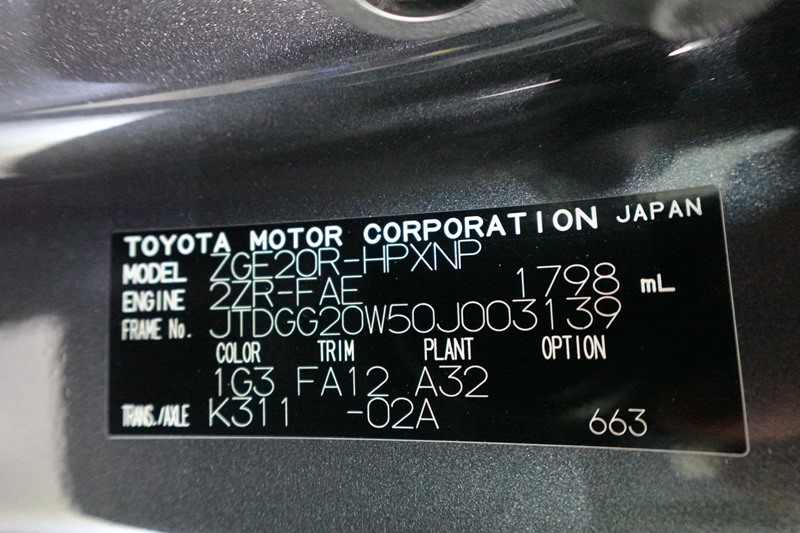 TOYOTA MOTOR CORPORATION JAPAN
MODEL ZGE20R-HPXNP
ENGINE 2ZR-FAE 1798 mL
FRAME No. JTDGG20W50J003139
COLOR TRIM PLANT OPTION
1G3 FA12 A32
TRANS./AXLE K311 -02A 663